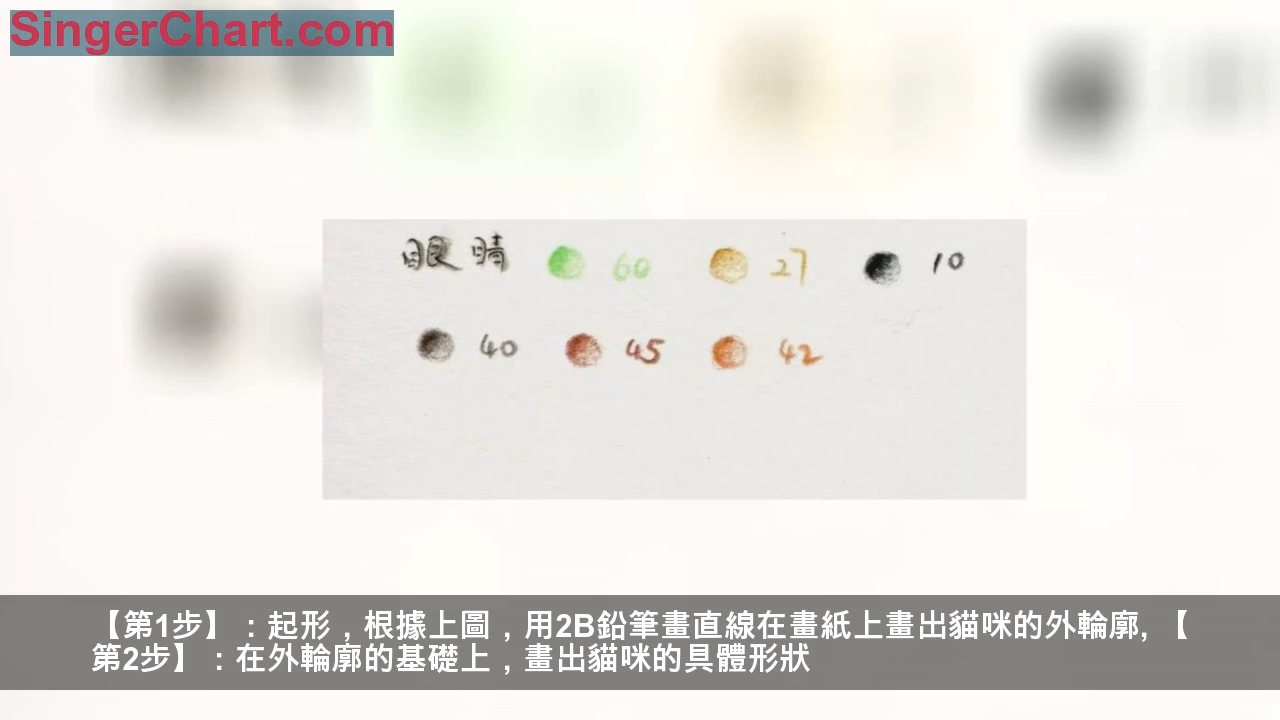 SingerChart.com
眼睛 60 27 10
40 45 42
【第1步】：起形，根據上圖，用2B鉛筆畫直線在畫紙上畫出貓咪的外輪廓, 【
第2步】：在外輪廓的基礎上，畫出貓咪的具體形狀